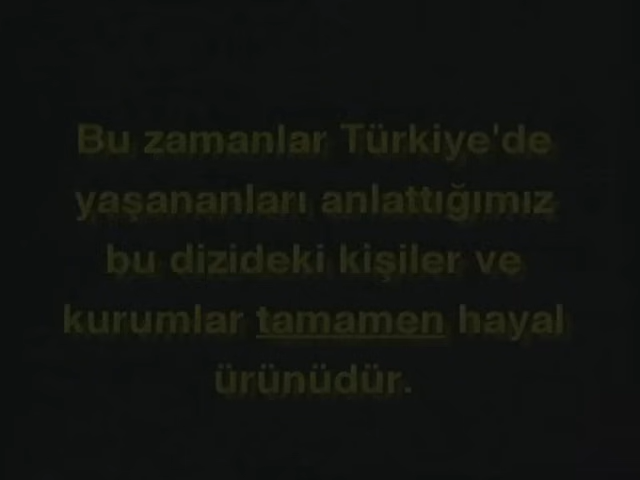 Bu zamanlar Türkiye'de
yaşananları anlattığımız
bu dizideki kişiler ve
kurumlar tamamen hayal
ürünüdür.